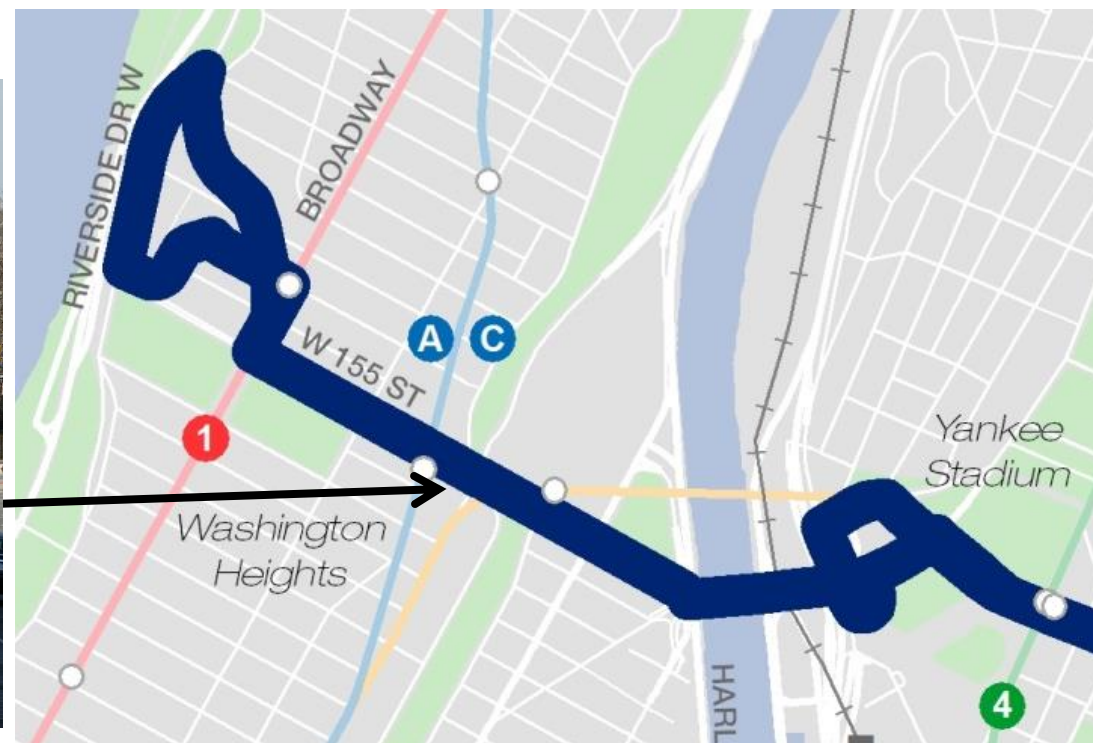 RIVERSIDE DR W
BROADWAY
W 155 ST
A
C
1
Yankee
Stadium
Washington
Heights
HARL
4